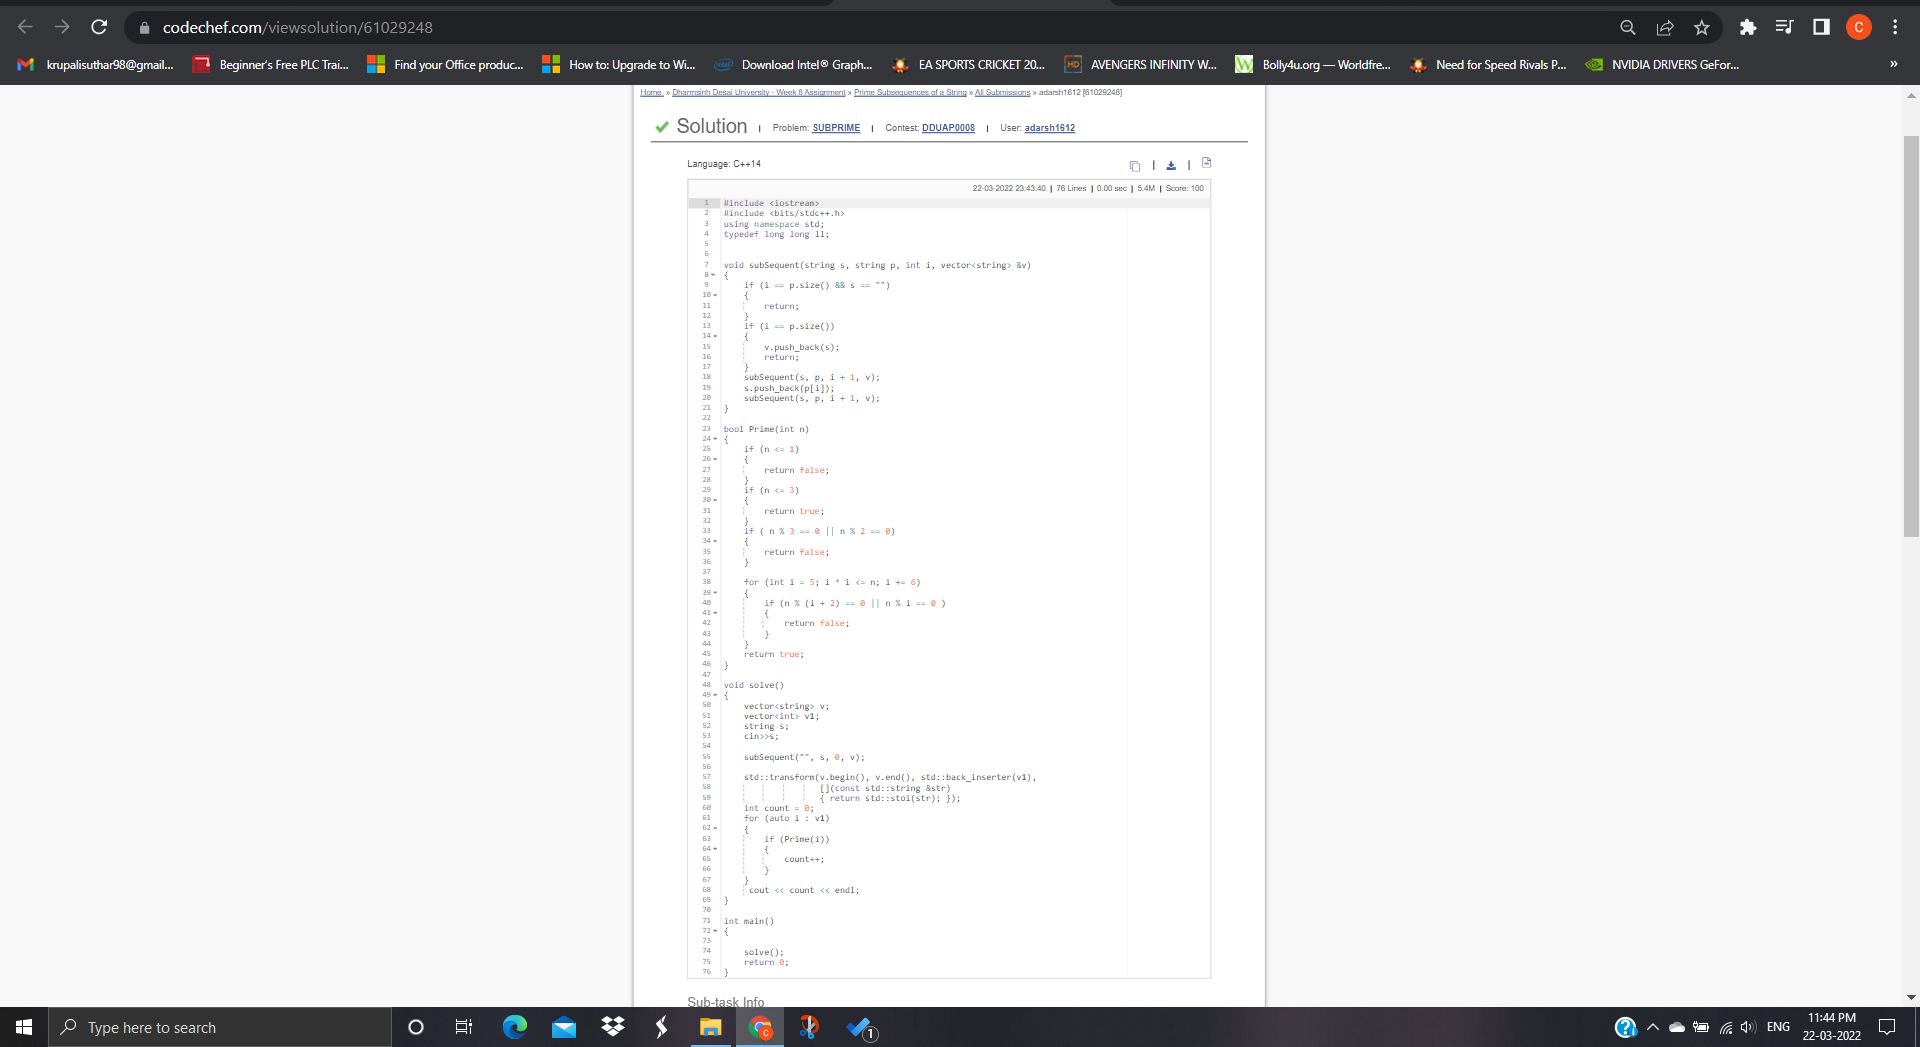 codechef.com/viewsolution/61029248
C
krupalisuthar98@gmail... Beginner's Free PLC Trai... Find your Office produc... How to: Upgrade to Wi... Download Intel® Graph... EA SPORTS CRICKET 20... AVENGERS INFINITY W... Bolly4u.org — Worldfre... Need for Speed Rivals P... NVIDIA DRIVERS GeFor... »
Home » Dharmsinh Desai University - Week 8 Assignment » Prime Subsequences of a String » All Submissions » adarsh1612 [61029248]
Solution | Problem: SUBPRIME | Contest: DDUAP0008 | User: adarsh1612
Language: C++14
22-03-2022 23:43:40 | 76 Lines | 0.00 sec | 5.4M | Score: 100
1 #include <iostream>
2 #include <bits/stdc++.h>
3 using namespace std;
4 typedef long long ll;
5
6
7 void subSequent(string s, string p, int i, vector<string> &v)
8 {
9 if (i == p.size() && s == "")
10 {
11 return;
12 }
13 if (i == p.size())
14 {
15 v.push_back(s);
16 return;
17 }
18 subSequent(s, p, i + 1, v);
19 s.push_back(p[i]);
20 subSequent(s, p, i + 1, v);
21 }
22
23 bool Prime(int n)
24 {
25 if (n <= 1)
26 {
27 return false;
28 }
29 if (n <= 3)
30 {
31 return true;
32 }
33 if ( n % 3 == 0 || n % 2 == 0)
34 {
35 return false;
36 }
37
38 for (int i = 5; i * i <= n; i += 6)
39 {
40 if (n % (i + 2) == 0 || n % i == 0 )
41 {
42 return false;
43 }
44 }
45 return true;
46 }
47
48 void solve()
49 {
50 vector<string> v;
51 vector<int> v1;
52 string s;
53 cin>>s;
54
55 subSequent("", s, 0, v);
56
57 std::transform(v.begin(), v.end(), std::back_inserter(v1),
58 [](const std::string &str)
59 { return std::stoi(str); });
60 int count = 0;
61 for (auto i : v1)
62 {
63 if (Prime(i))
64 {
65 count++;
66 }
67 }
68 cout << count << endl;
69 }
70
71 int main()
72 {
73
74 solve();
75 return 0;
76 }
Sub-task Info
Type here to search
C
1
ENG
11:44 PM
22-03-2022